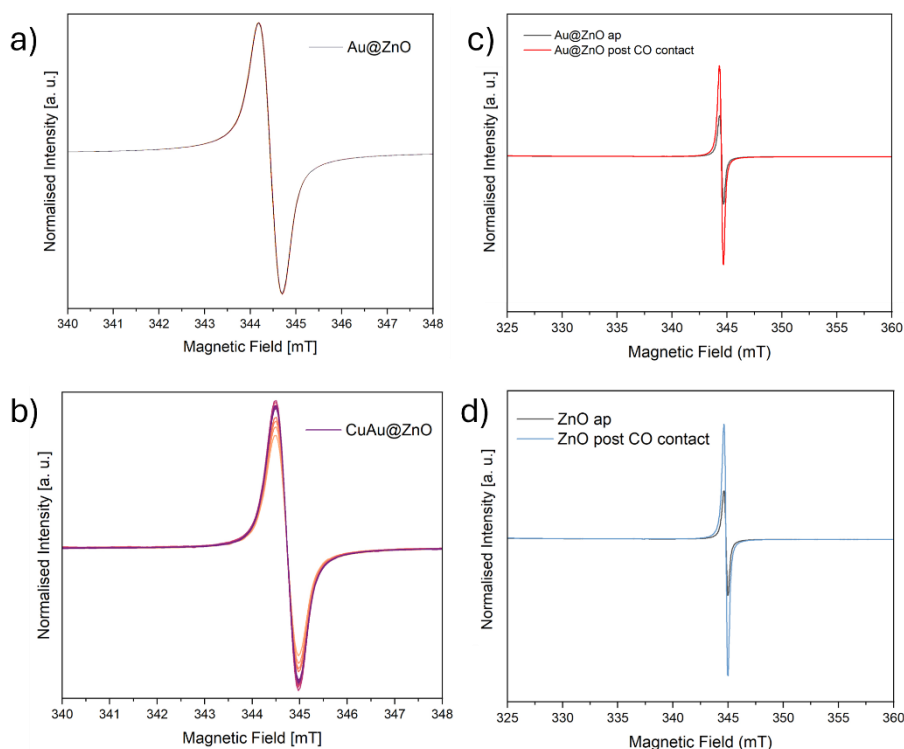 a)
Au@ZnO
Normalised Intensity [a. u.]
340 341 342 343 344 345 346 347 348
Magnetic Field [mT]
c)
Au@ZnO ap
Au@ZnO post CO contact
Normalised Intensity [a. u.]
325 330 335 340 345 350 355 360
Magnetic Field (mT)
b)
CuAu@ZnO
Normalised Intensity [a. u.]
340 341 342 343 344 345 346 347 348
Magnetic Field [mT]
d)
ZnO ap
ZnO post CO contact
Normalised Intensity [a. u.]
325 330 335 340 345 350 355 360
Magnetic Field (mT)